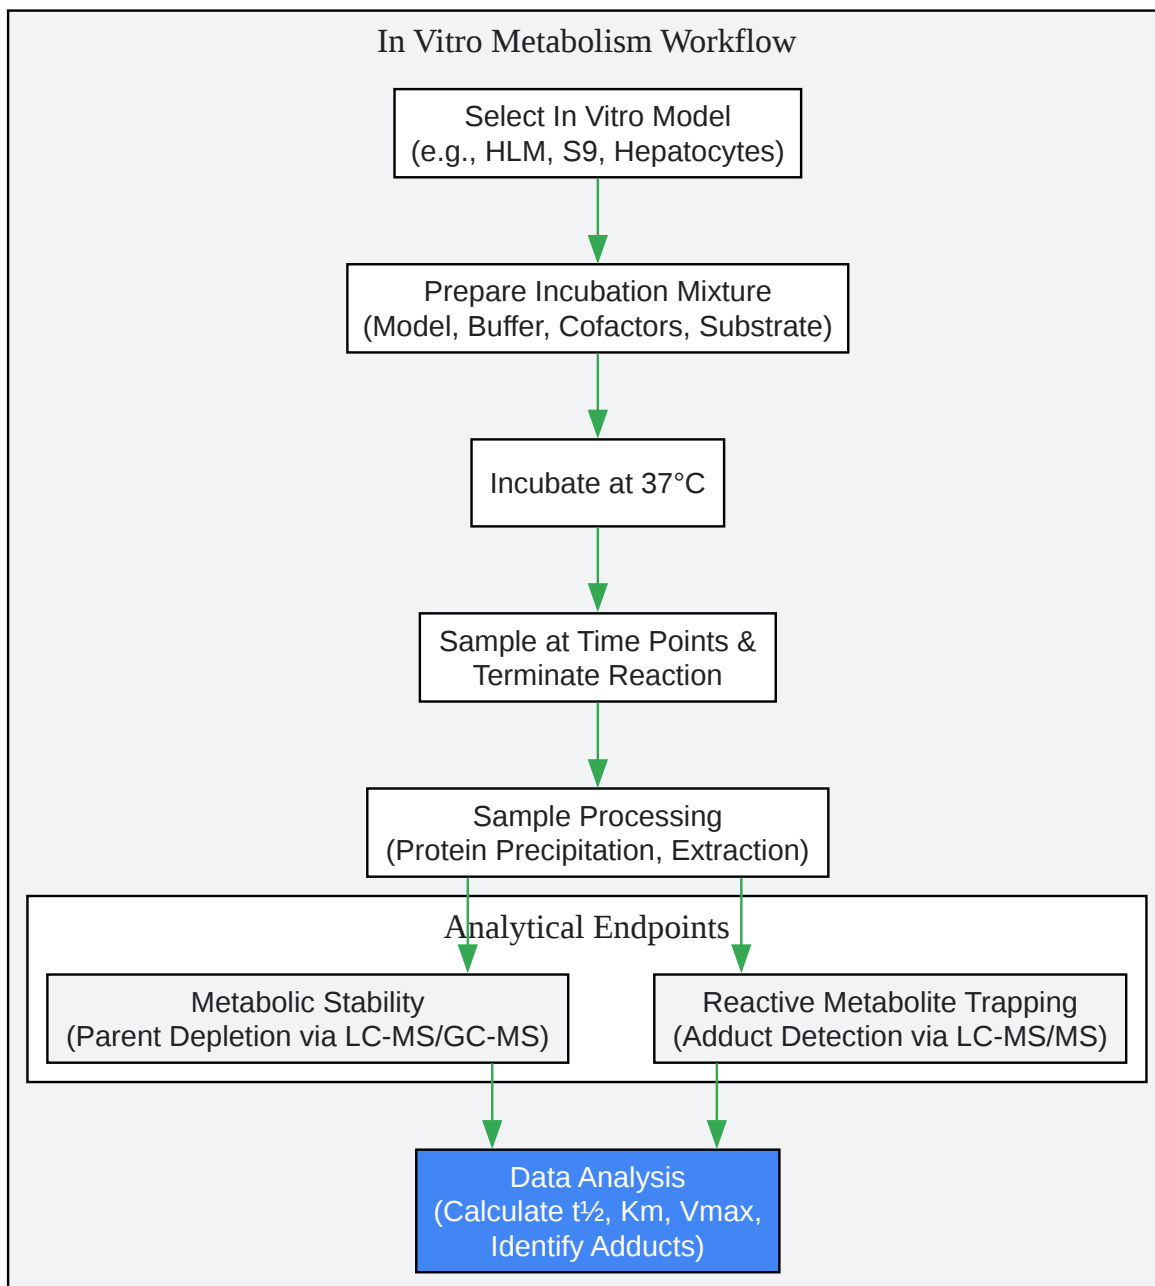 In Vitro Metabolism Workflow
Select In Vitro Model
(e.g., HLM, S9, Hepatocytes)
Prepare Incubation Mixture
(Model, Buffer, Cofactors, Substrate)
Incubate at 37°C
Sample at Time Points &
Terminate Reaction
Sample Processing
(Protein Precipitation, Extraction)
Analytical Endpoints
Metabolic Stability
(Parent Depletion via LC-MS/GC-MS)
Reactive Metabolite Trapping
(Adduct Detection via LC-MS/MS)
Data Analysis
(Calculate t½, Km, Vmax,
Identify Adducts)